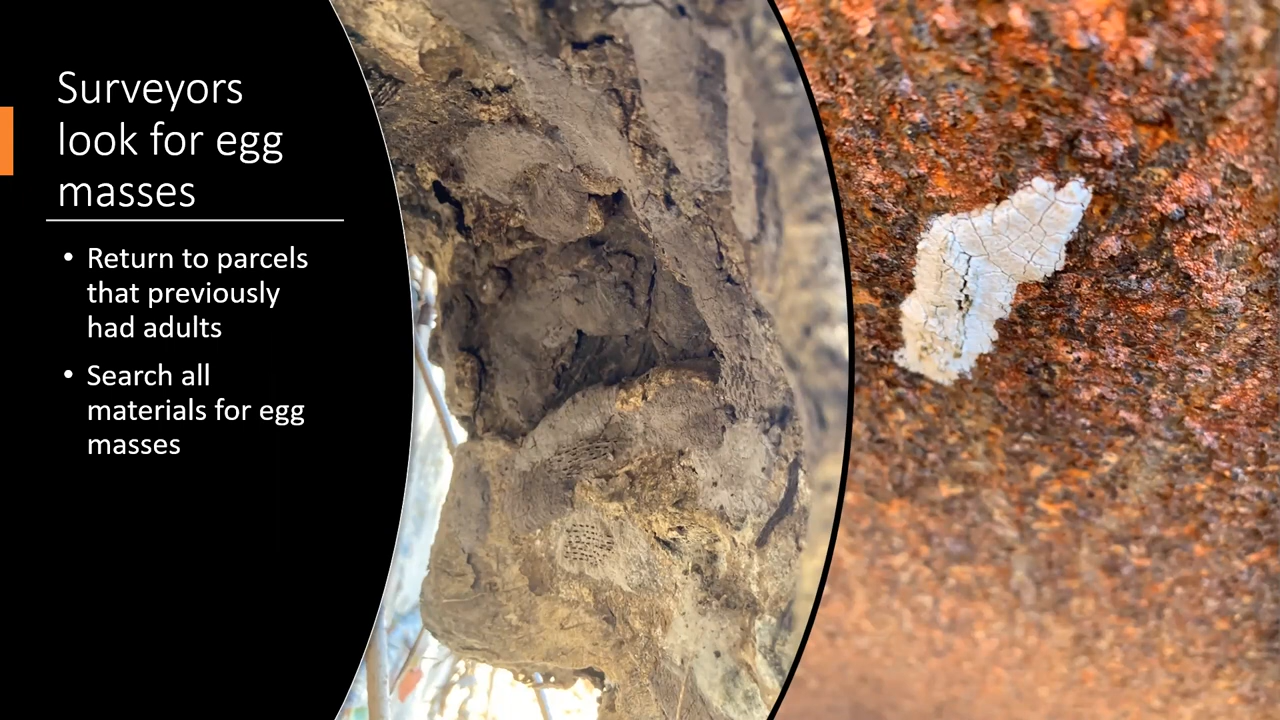 Surveyors
look for egg
masses
• Return to parcels
that previously
had adults
• Search all
materials for egg
masses